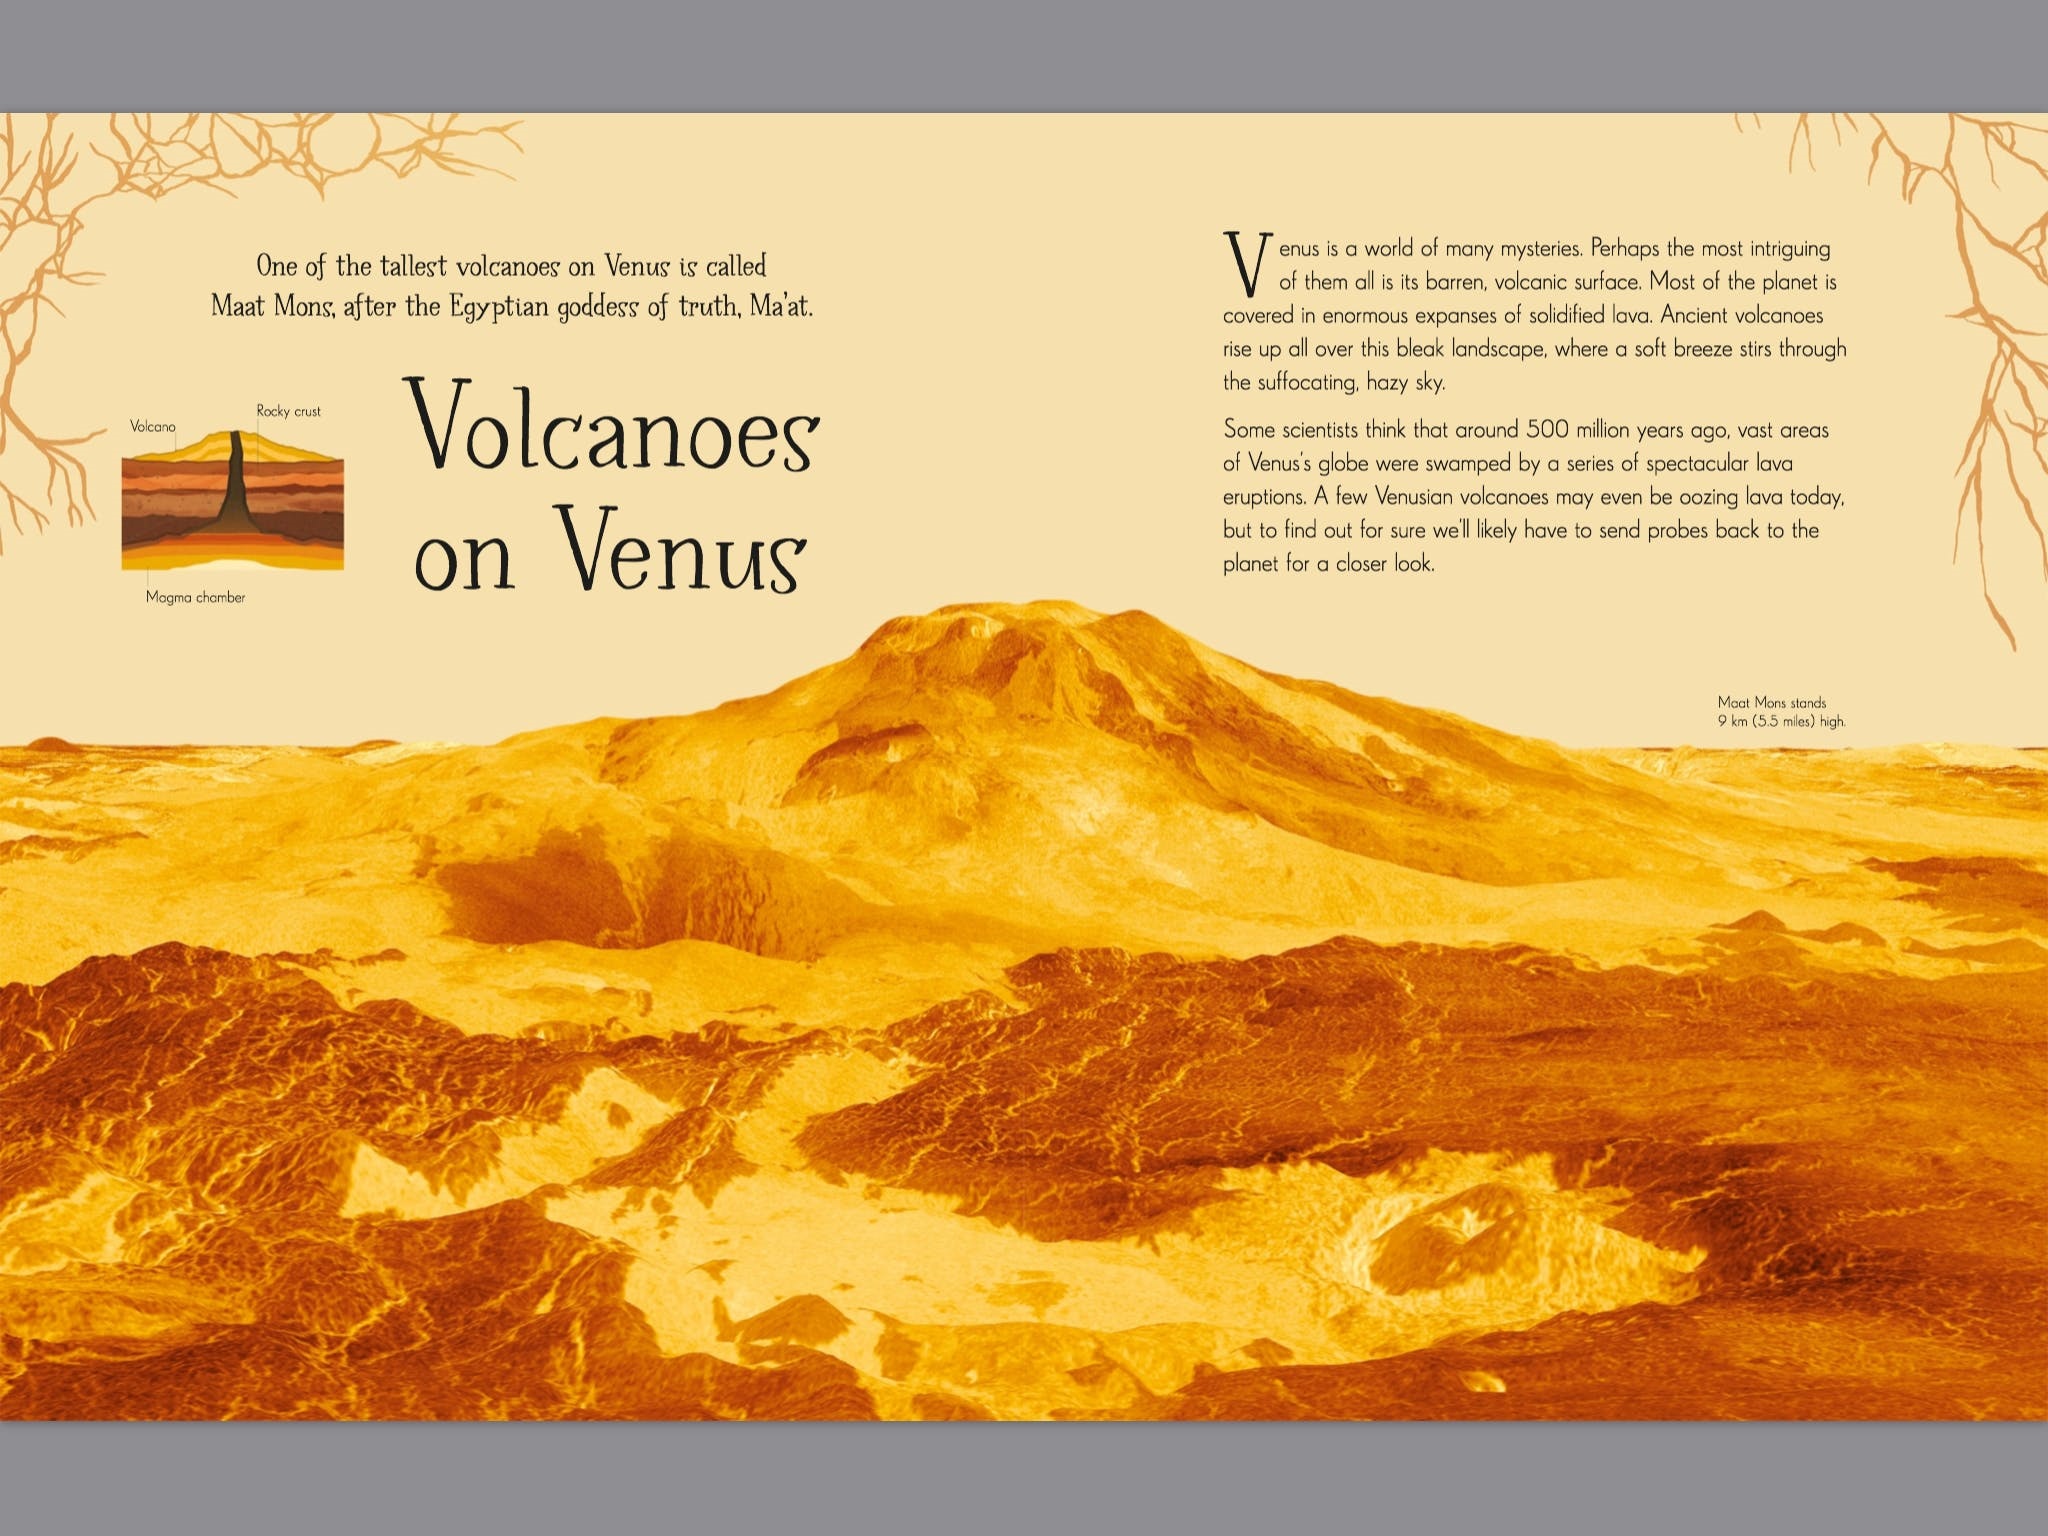 One of the tallest volcanoes on Venus is called
Maat Mons, after the Egyptian goddess of truth, Ma'at.
Volcanoes
on Venus
Volcano
Rocky crust
Magma chamber
Venus is a world of many mysteries. Perhaps the most intriguing
of them all is its barren, volcanic surface. Most of the planet is
covered in enormous expanses of solidified lava. Ancient volcanoes
rise up all over this bleak landscape, where a soft breeze stirs through
the suffocating, hazy sky.
Some scientists think that around 500 million years ago, vast areas
of Venus's globe were swamped by a series of spectacular lava
eruptions. A few Venusian volcanoes may even be oozing lava today,
but to find out for sure we'll likely have to send probes back to the
planet for a closer look.
Maat Mons stands
9 km (5.5 miles) high.